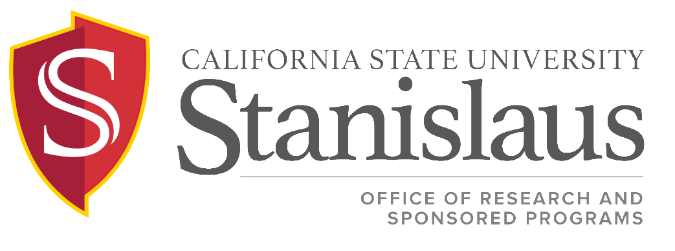 S
CALIFORNIA STATE UNIVERSITY
Stanislaus
OFFICE OF RESEARCH AND
SPONSORED PROGRAMS